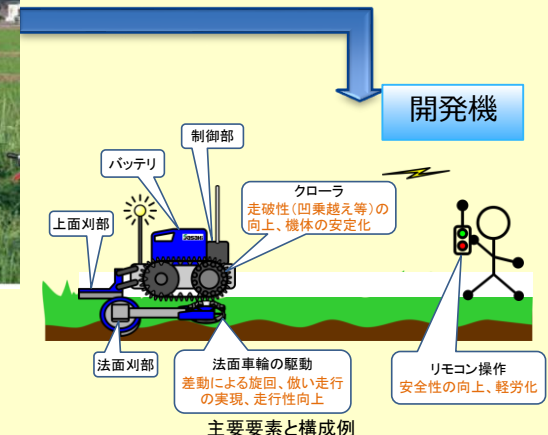 開発機
制御部
バッテリ
クローラ
走破性(凹乗越え等)の
向上、機体の安定化
上面刈部
法面刈部
法面車輪の駆動
差動による旋回、倣い走行
の実現、走行性向上
リモコン操作
安全性の向上、軽労化
主要要素と構成例